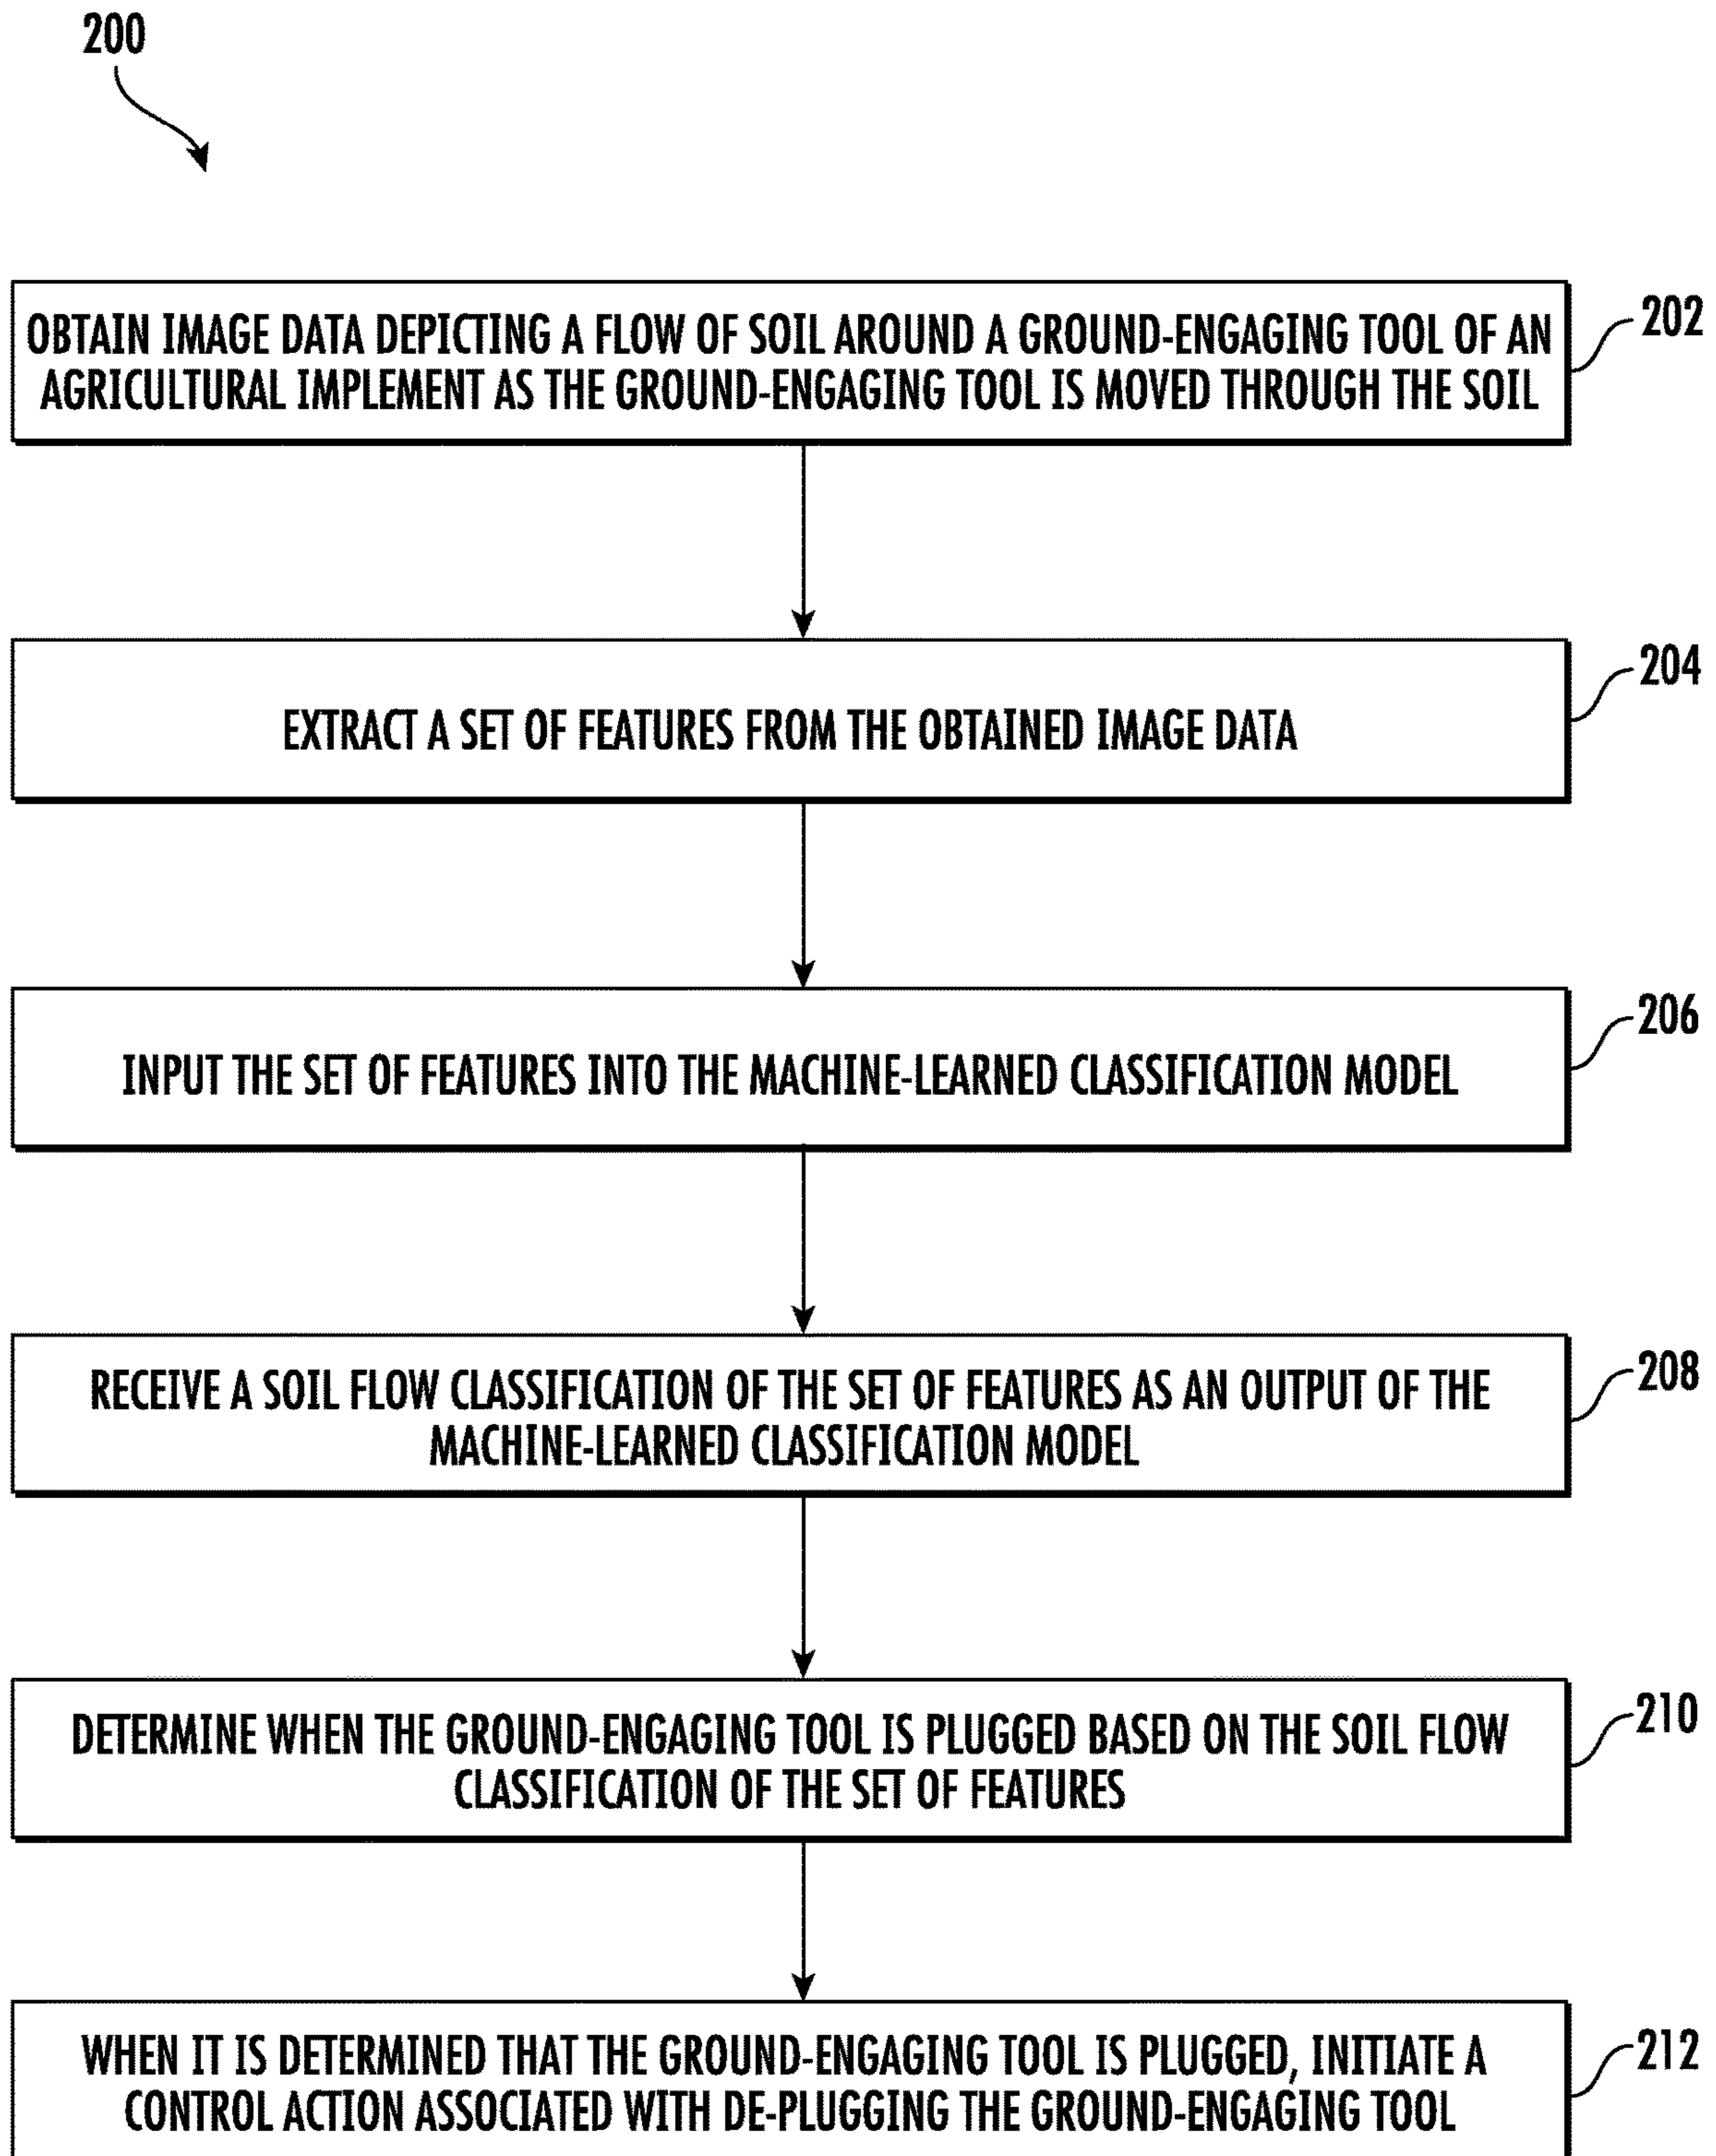 200
OBTAIN IMAGE DATA DEPICTING A FLOW OF SOIL AROUND A GROUND-ENGAGING TOOL OF AN
AGRICULTURAL IMPLEMENT AS THE GROUND-ENGAGING TOOL IS MOVED THROUGH THE SOIL
202
EXTRACT A SET OF FEATURES FROM THE OBTAINED IMAGE DATA
204
INPUT THE SET OF FEATURES INTO THE MACHINE-LEARNED CLASSIFICATION MODEL
206
RECEIVE A SOIL FLOW CLASSIFICATION OF THE SET OF FEATURES AS AN OUTPUT OF THE
MACHINE-LEARNED CLASSIFICATION MODEL
208
DETERMINE WHEN THE GROUND-ENGAGING TOOL IS PLUGGED BASED ON THE SOIL FLOW
CLASSIFICATION OF THE SET OF FEATURES
210
WHEN IT IS DETERMINED THAT THE GROUND-ENGAGING TOOL IS PLUGGED, INITIATE A
CONTROL ACTION ASSOCIATED WITH DE-PLUGGING THE GROUND-ENGAGING TOOL
212